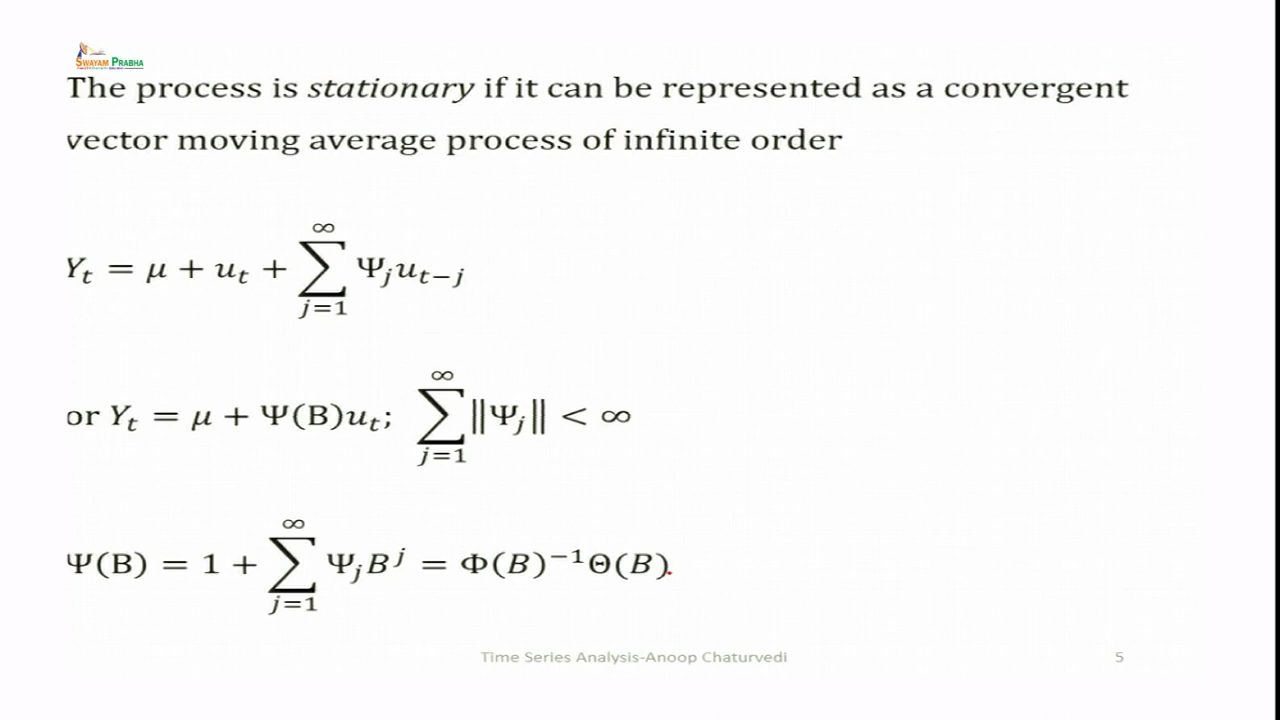 SWAYAM PRABHA
The process is stationary if it can be represented as a convergent
vector moving average process of infinite order
Y_t = μ + u_t + ∑_{j=1}^{∞} Ψ_j u_{t−j}
or Y_t = μ + Ψ(B)u_t; ∑_{j=1}^{∞} ‖Ψ_j‖ < ∞
Ψ(B) = 1 + ∑_{j=1}^{∞} Ψ_j B^j = Φ(B)^{−1}Θ(B).
Time Series Analysis-Anoop Chaturvedi 5